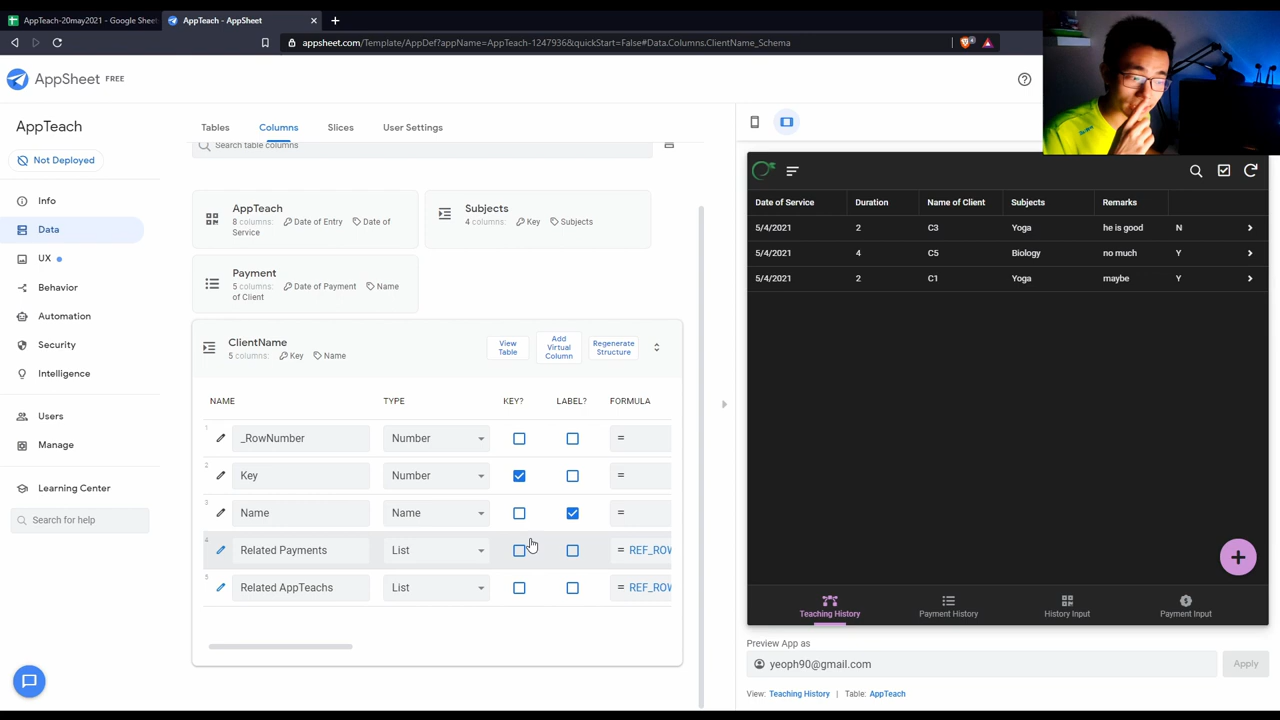 AppTeach-20may2021 - Google Sheet
AppTeach - AppSheet
appsheet.com/Template/AppDef?appName=AppTeach-1247936&quickStart=False#Data.Columns.ClientName_Schema
4
AppSheet FREE
AppTeach
Not Deployed
Info
Data
UX
Behavior
Automation
Security
Intelligence
Users
Manage
Learning Center
Search for help
Tables
Columns
Slices
User Settings
Search table columns
AppTeach
8 columns: Date of Entry Date of
Service
Subjects
4 columns: Key Subjects
Payment
5 columns: Date of Payment Name
of Client
ClientName
5 columns: Key Name
View
Table
Add
Virtual
Column
Regenerate
Structure
NAME TYPE KEY? LABEL? FORMULA
1 _RowNumber Number =
2 Key Number =
3 Name Name =
4 Related Payments List = REF_ROW
5 Related AppTeachs List = REF_ROW
Date of Service Duration Name of Client Subjects Remarks
5/4/2021 2 C3 Yoga he is good N
5/4/2021 4 C5 Biology no much Y
5/4/2021 2 C1 Yoga maybe Y
Teaching History
Payment History
History Input
Payment Input
Preview App as
yeoph90@gmail.com
Apply
View: Teaching History | Table: AppTeach